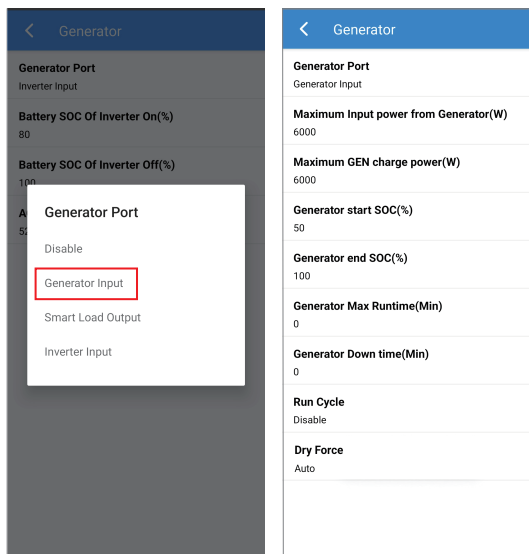 Generator
Generator Port
Inverter Input
Battery SOC Of Inverter On(%)
80
Battery SOC Of Inverter Off(%)
100
Generator Port
Disable
Generator Input
Smart Load Output
Inverter Input
Generator
Generator Port
Generator Input
Maximum Input power from Generator(W)
6000
Maximum GEN charge power(W)
6000
Generator start SOC(%)
50
Generator end SOC(%)
100
Generator Max Runtime(Min)
0
Generator Down time(Min)
0
Run Cycle
Disable
Dry Force
Auto